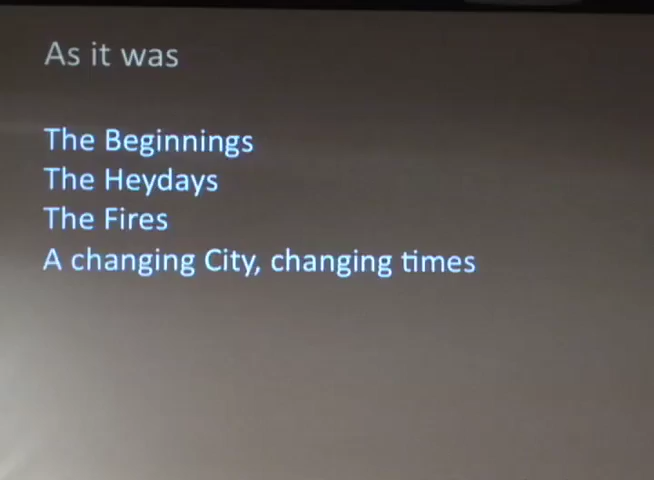 As it was
The Beginnings
The Heydays
The Fires
A changing City, changing times